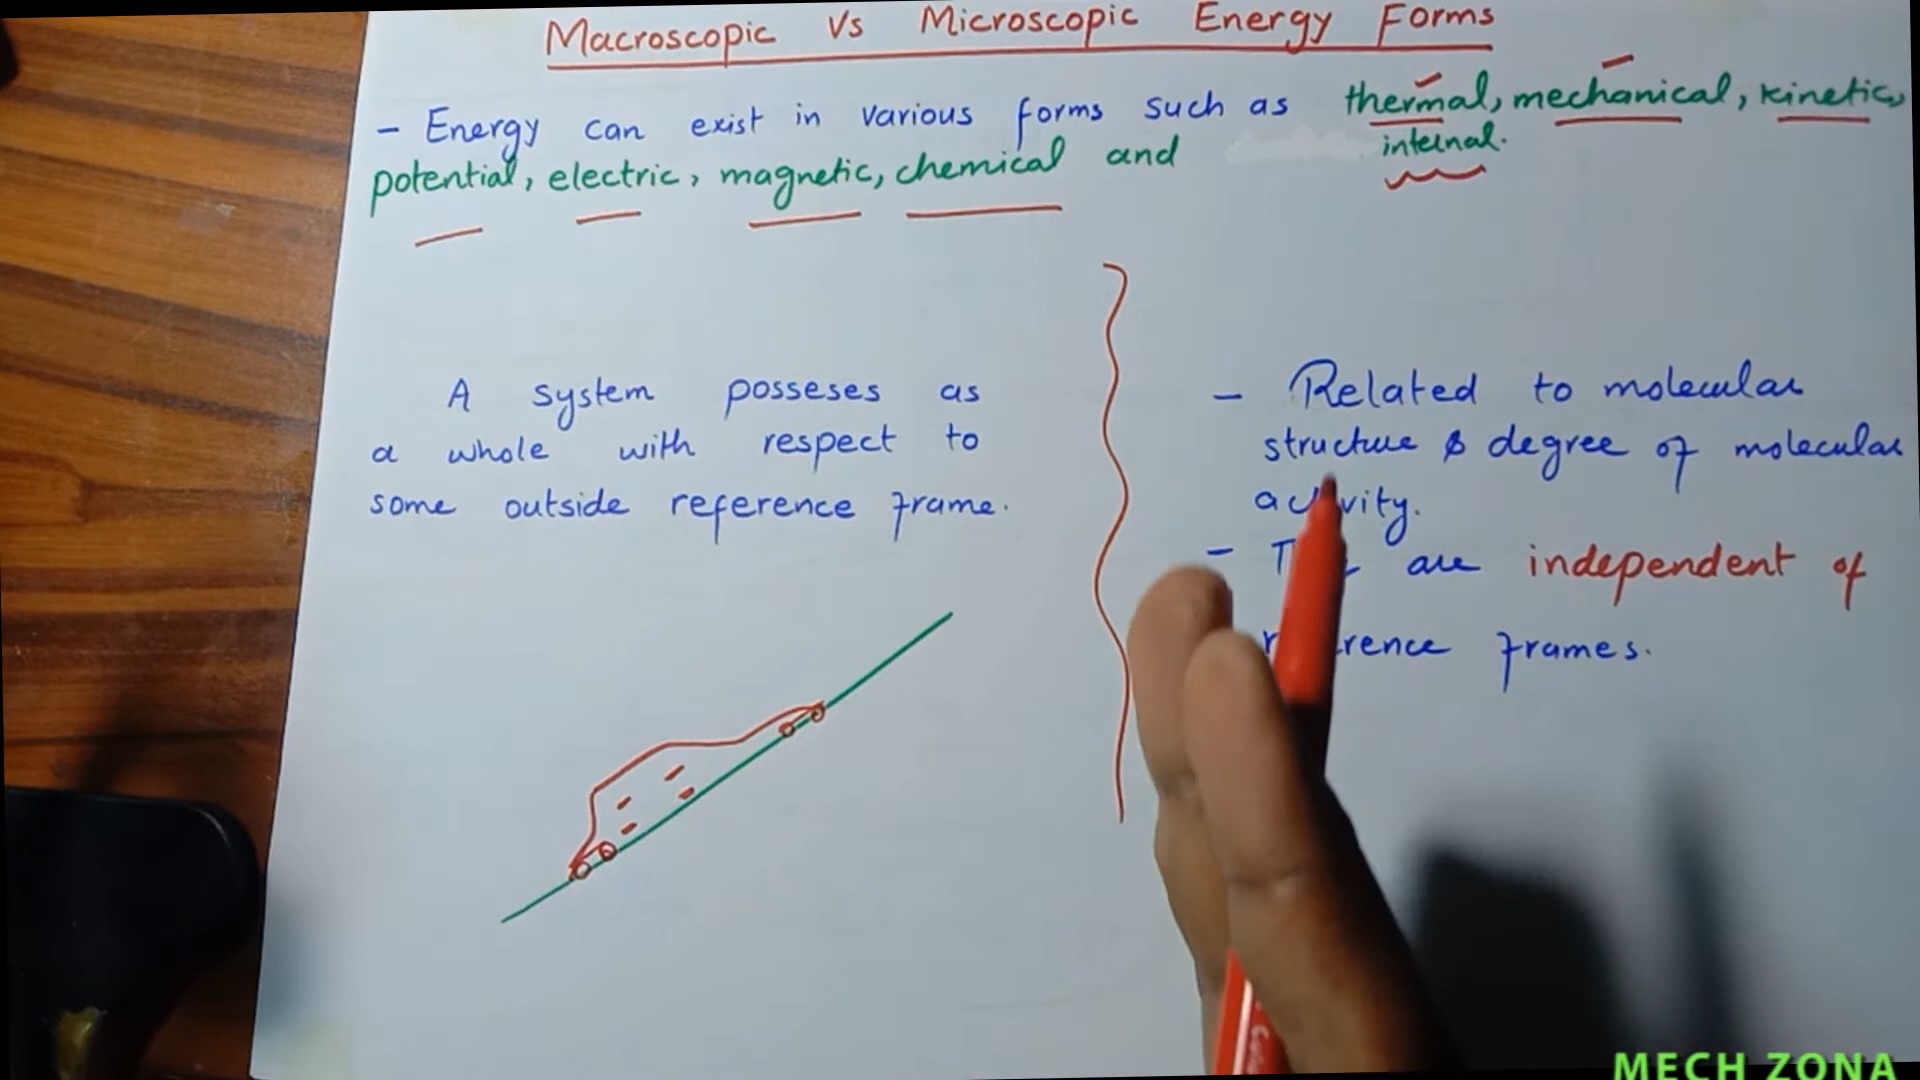 Macroscopic Vs Microscopic Energy Forms
- Energy can exist in various forms such as thermal, mechanical, kinetic,
potential, electric, magnetic, chemical and internal.
A system posseses as
a whole with respect to
some outside reference frame.
- Related to molecular
structure & degree of molecular
activity.
- are independent of
frames.
MECH ZONA